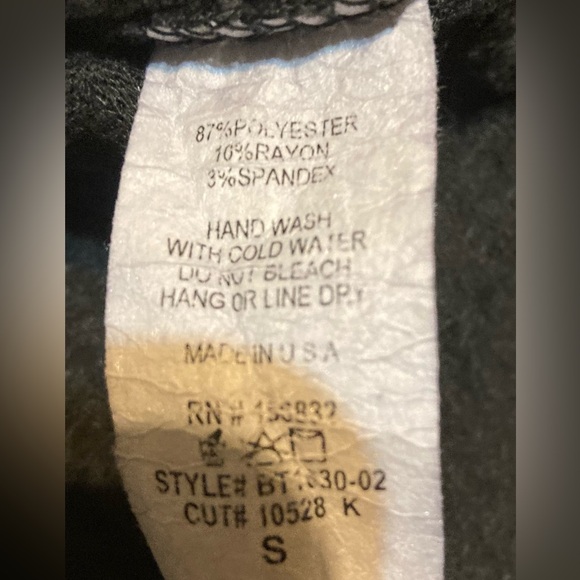 87%POLYESTER
10%RAYON
3%SPANDEX
HAND WASH
WITH COLD WATER
DO NOT BLEACH
HANG OR LINE DRY
MADE IN U S A
RN #
STYLE#
CUT# 10528 K
S